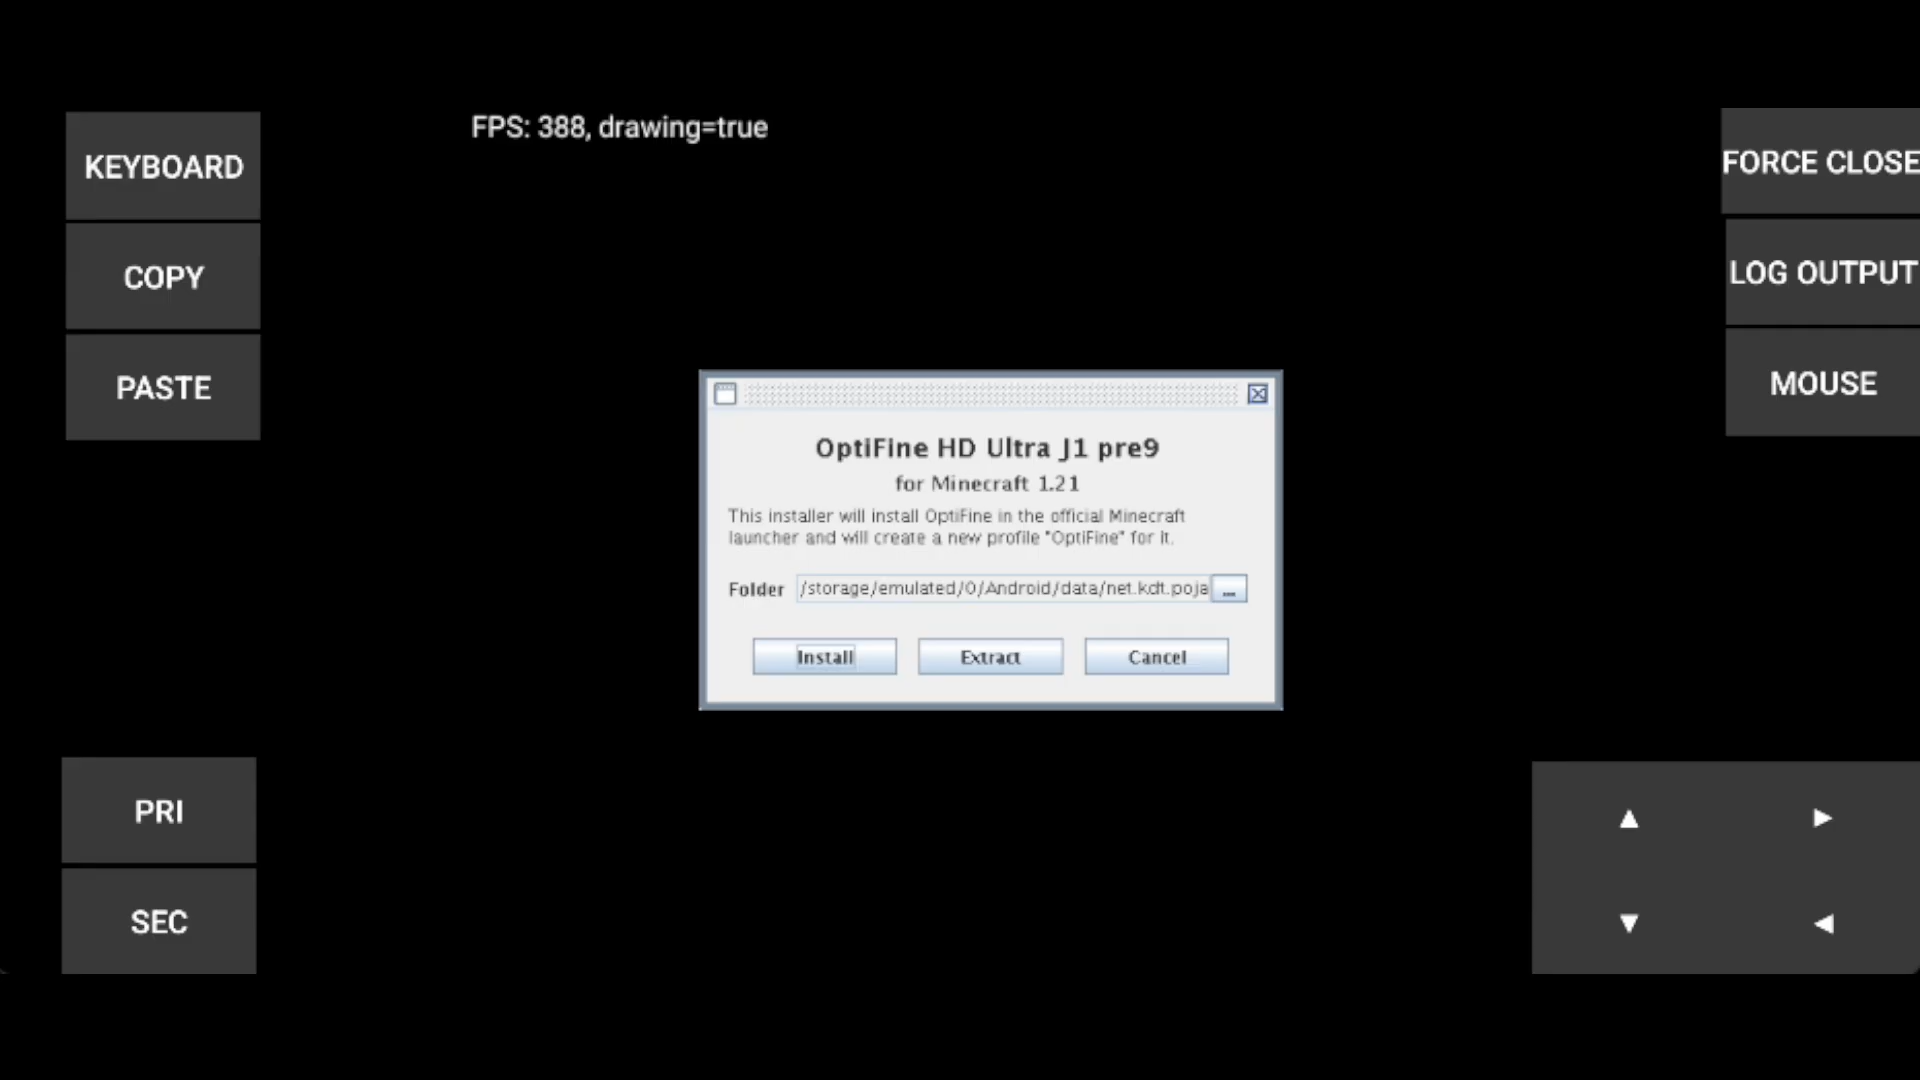 FPS: 388, drawing=true
KEYBOARD
COPY
PASTE
FORCE CLOSE
LOG OUTPUT
MOUSE
OptiFine HD Ultra J1 pre9
for Minecraft 1.21
This installer will install OptiFine in the official Minecraft
launcher and will create a new profile "OptiFine" for it.
Folder /storage/emulated/0/Android/data/net.kdt.poja ...
Install Extract Cancel
PRI
SEC